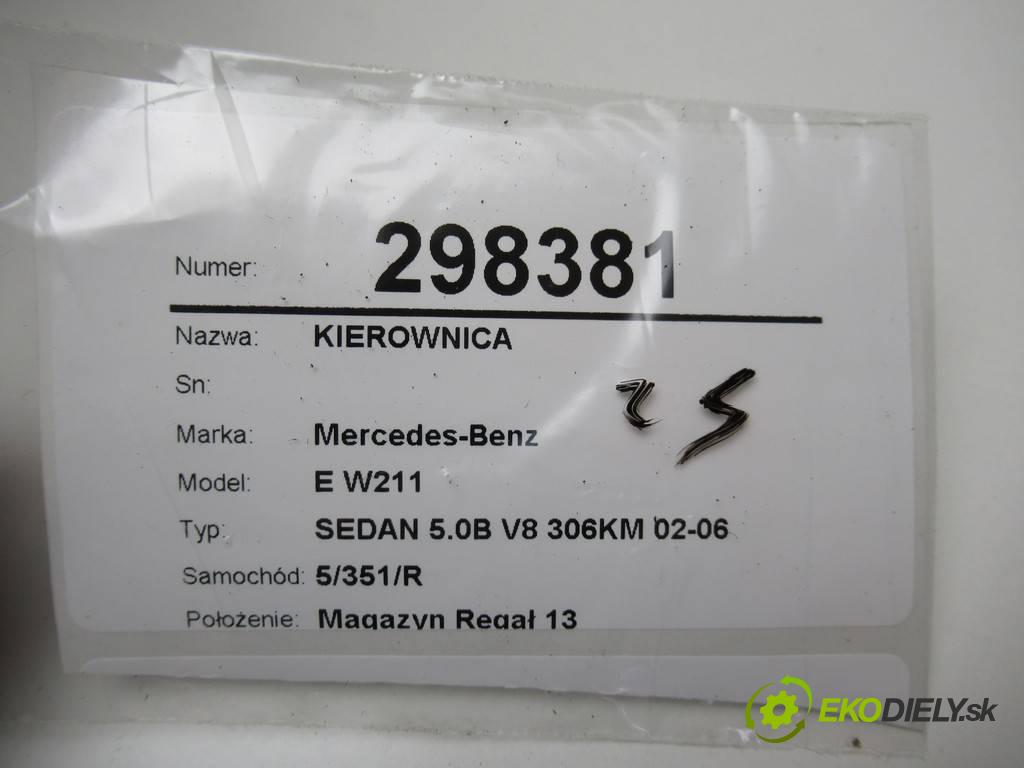 Numer: 298381
Nazwa: KIEROWNICA
Sn:
Marka: Mercedes-Benz
Model: E W211
Typ: SEDAN 5.0B V8 306KM 02-06
Samochód: 5/351/R
Położenie: Magazyn Regał 13
25
EKODIELY.sk